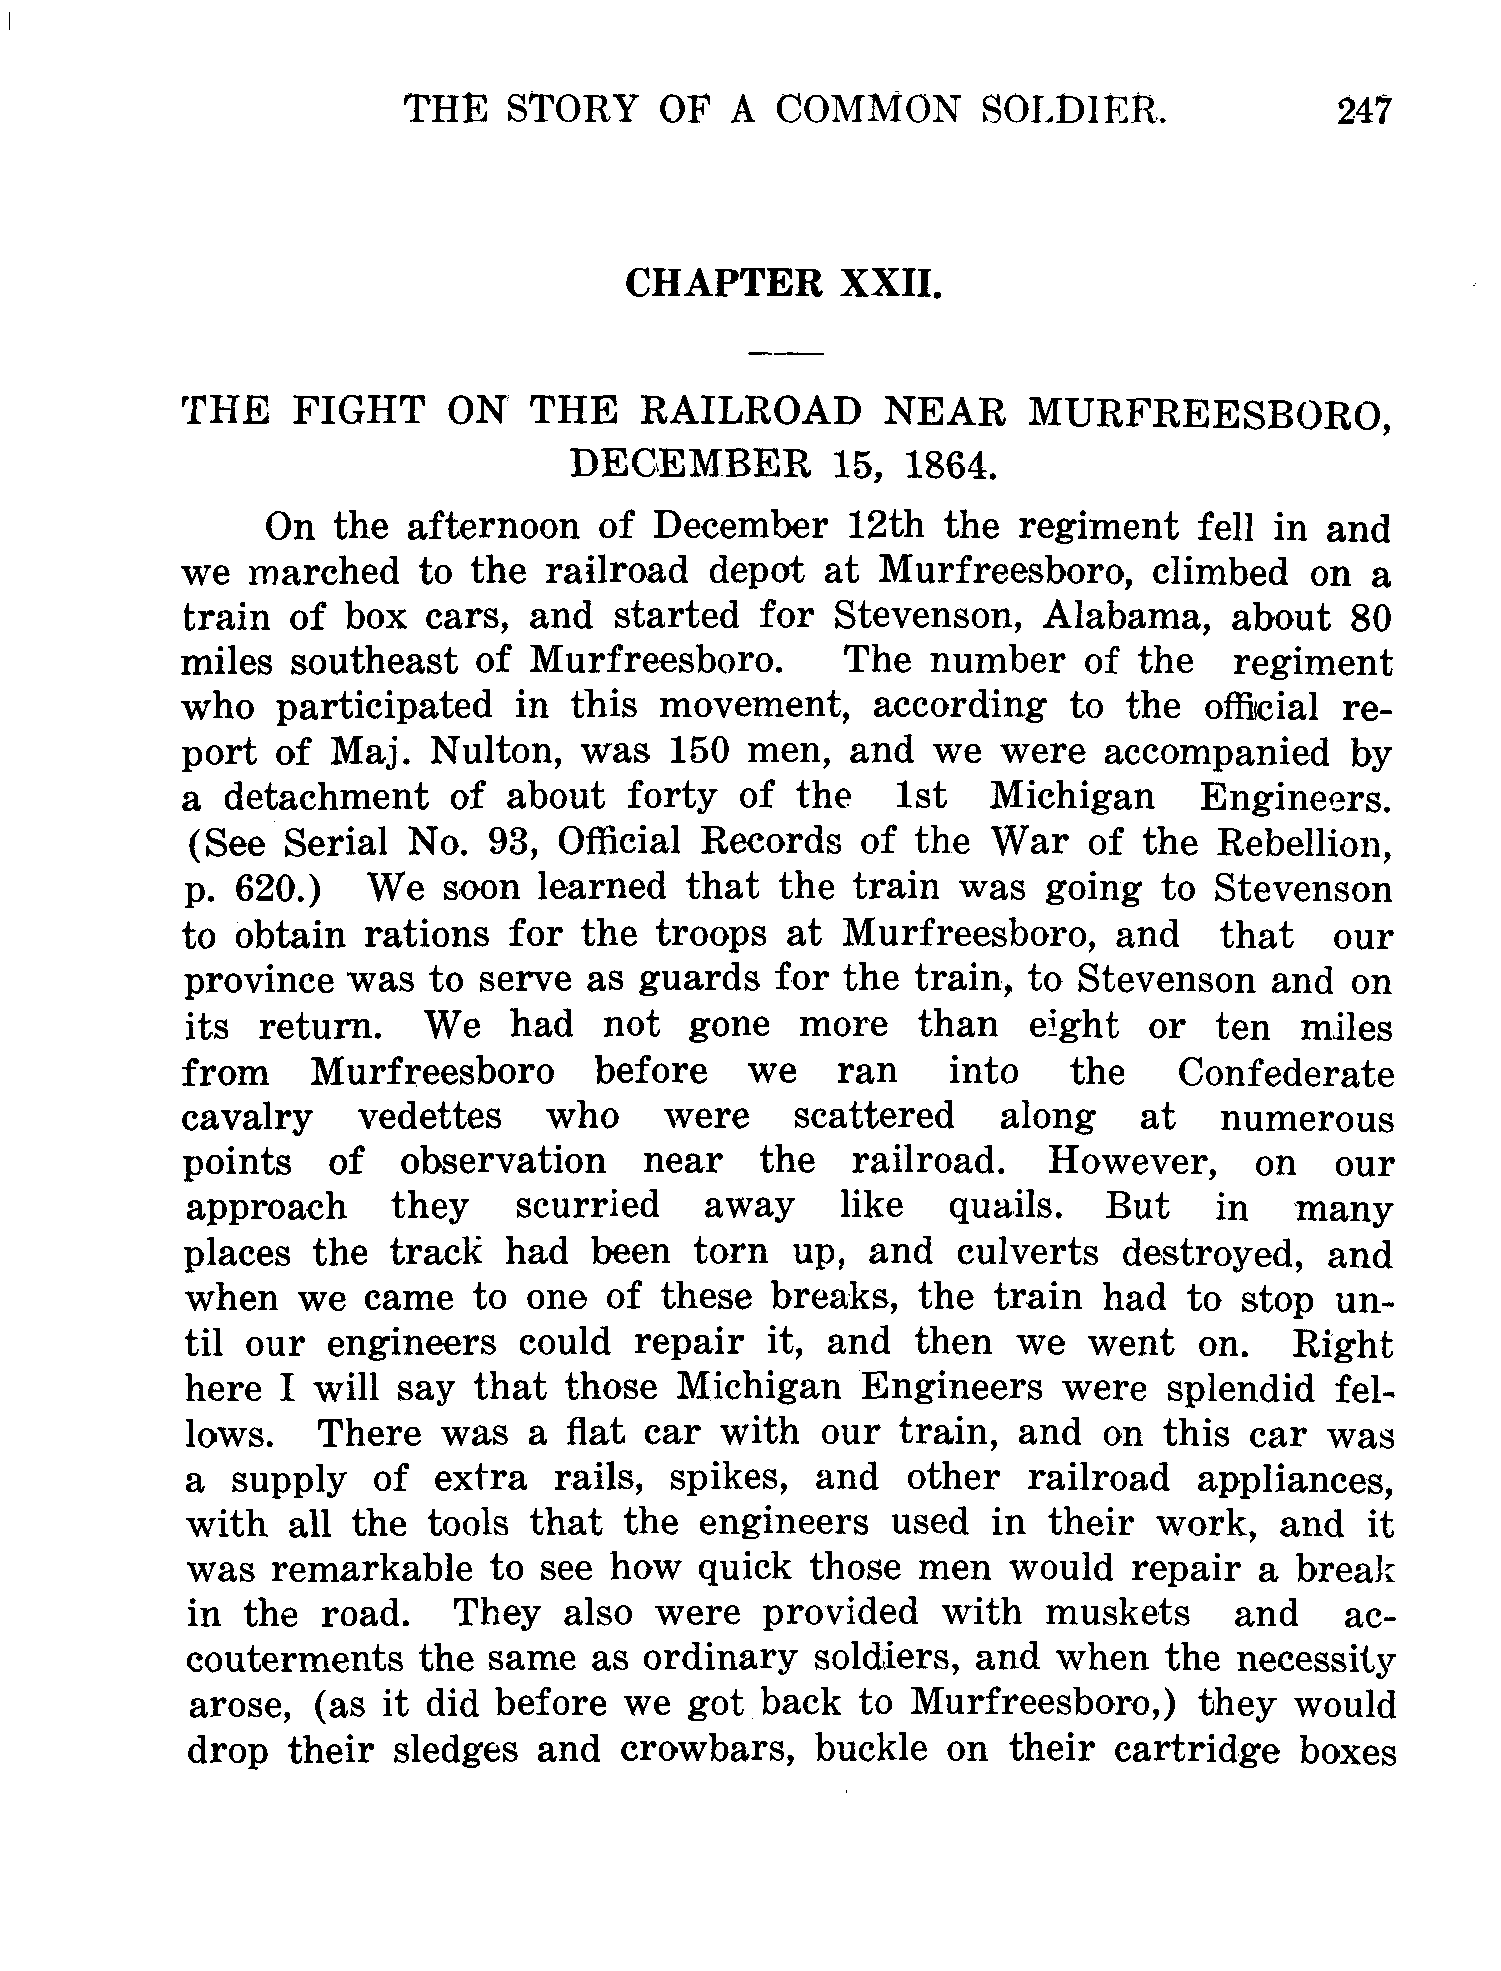 THE STORY OF A COMMON SOLDIER. 247
CHAPTER XXII.
THE FIGHT ON THE RAILROAD NEAR MURFREESBORO,
DECEMBER 15, 1864.
On the afternoon of December 12th the regiment fell in and
we marched to the railroad depot at Murfreesboro, climbed on a
train of box cars, and started for Stevenson, Alabama, about 80
miles southeast of Murfreesboro. The number of the regiment
who participated in this movement, according to the official re-
port of Maj. Nulton, was 150 men, and we were accompanied by
a detachment of about forty of the 1st Michigan Engineers.
(See Serial No. 93, Official Records of the War of the Rebellion,
p. 620.) We soon learned that the train was going to Stevenson
to obtain rations for the troops at Murfreesboro, and that our
province was to serve as guards for the train, to Stevenson and on
its return. We had not gone more than eight or ten miles
from Murfreesboro before we ran into the Confederate
cavalry vedettes who were scattered along at numerous
points of observation near the railroad. However, on our
approach they scurried away like quails. But in many
places the track had been torn up, and culverts destroyed, and
when we came to one of these breaks, the train had to stop un-
til our engineers could repair it, and then we went on. Right
here I will say that those Michigan Engineers were splendid fel-
lows. There was a flat car with our train, and on this car was
a supply of extra rails, spikes, and other railroad appliances,
with all the tools that the engineers used in their work, and it
was remarkable to see how quick those men would repair a break
in the road. They also were provided with muskets and ac-
couterments the same as ordinary soldiers, and when the necessity
arose, (as it did before we got back to Murfreesboro,) they would
drop their sledges and crowbars, buckle on their cartridge boxes